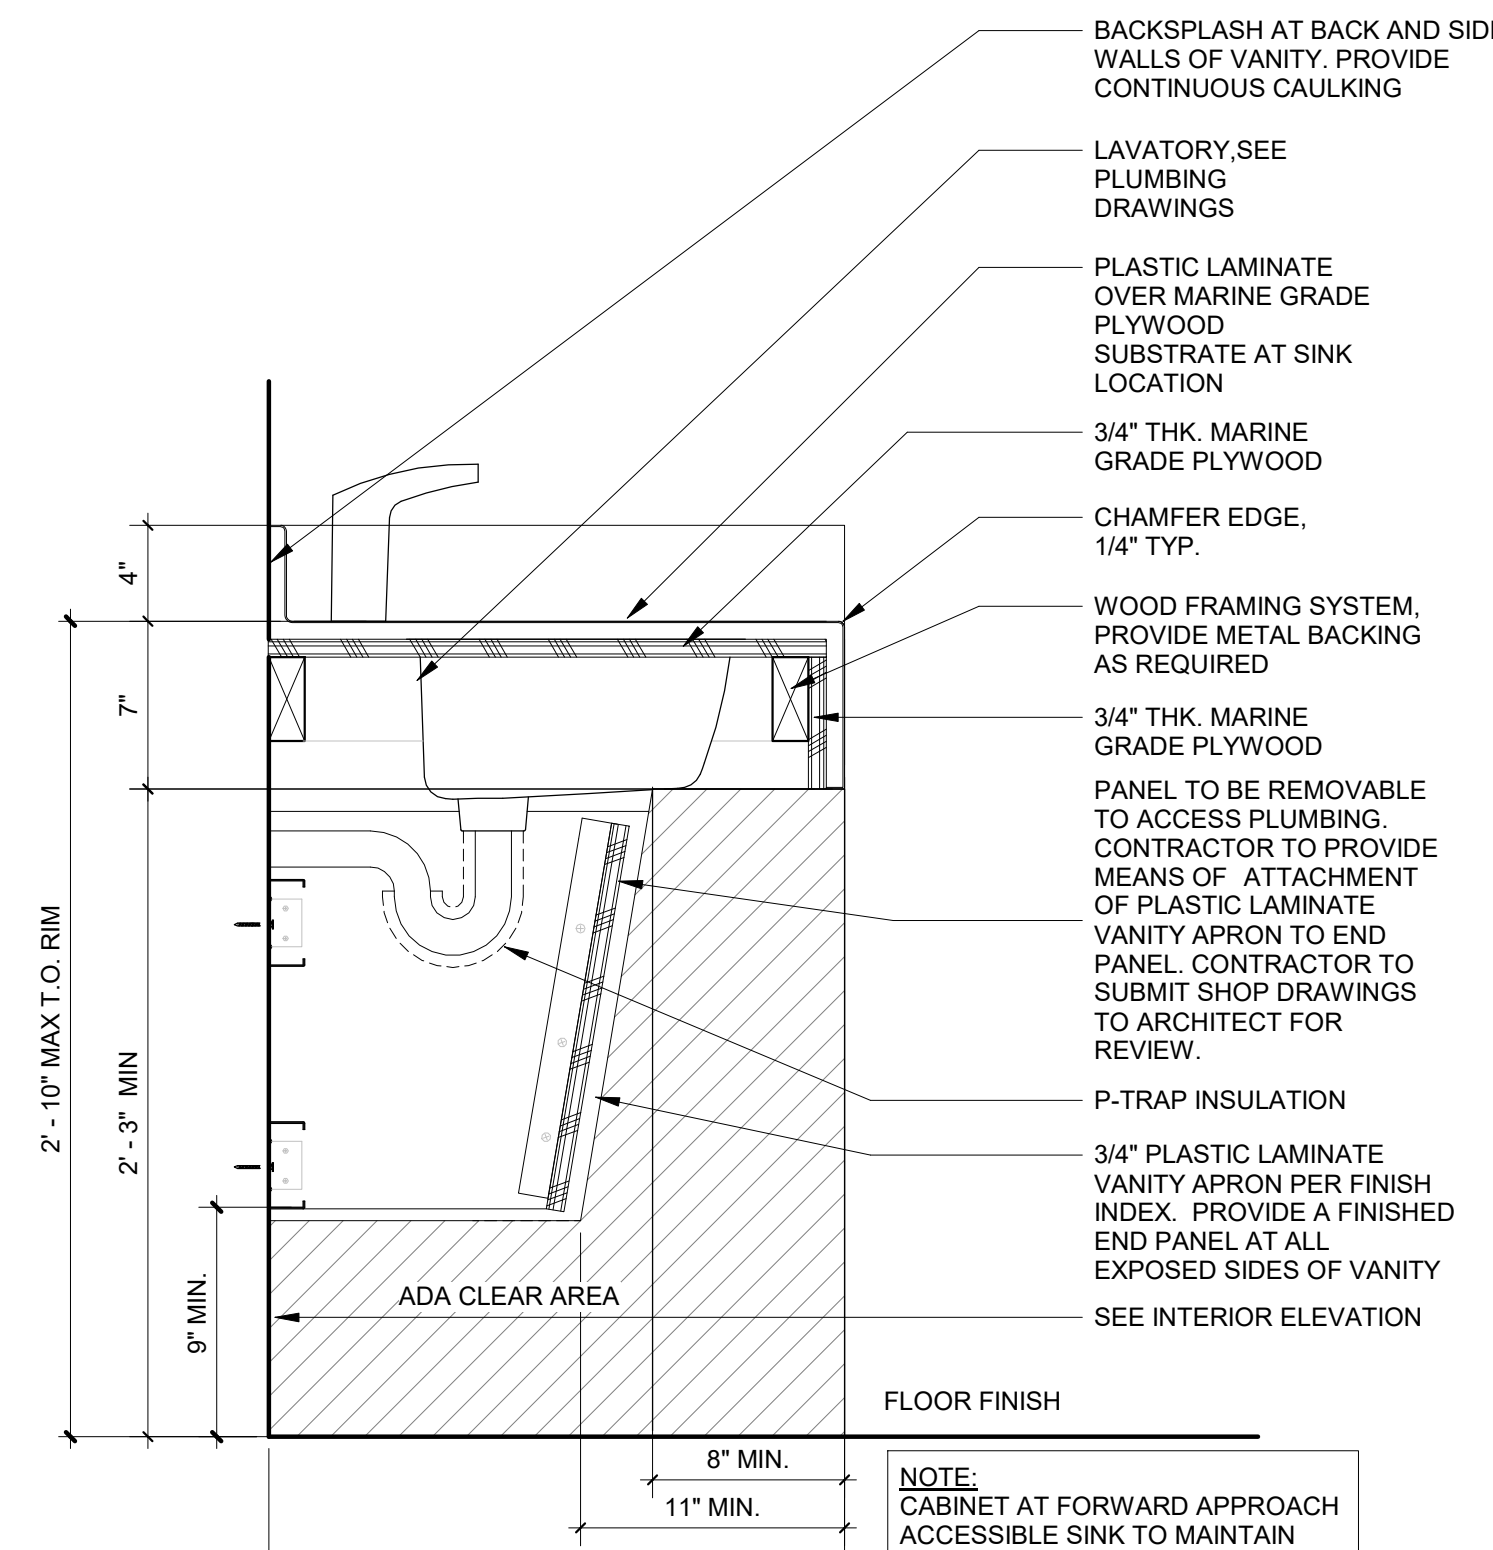 BACKSPLASH AT BACK AND
WALLS OF VANITY. PROVIDE
CONTINUOUS CAULKING
LAVATORY,SEE
PLUMBING
DRAWINGS
PLASTIC LAMINATE
OVER MARINE GRADE
PLYWOOD
SUBSTRATE AT SINK
LOCATION
3/4" THK. MARINE
GRADE PLYWOOD
CHAMFER EDGE,
1/4" TYP.
WOOD FRAMING SYSTEM,
PROVIDE METAL BACKING
AS REQUIRED
3/4" THK. MARINE
GRADE PLYWOOD
PANEL TO BE REMOVABLE
TO ACCESS PLUMBING.
CONTRACTOR TO PROVIDE
MEANS OF ATTACHMENT
OF PLASTIC LAMINATE
VANITY APRON TO END
PANEL. CONTRACTOR TO
SUBMIT SHOP DRAWINGS
TO ARCHITECT FOR
REVIEW.
P-TRAP INSULATION
3/4" PLASTIC LAMINATE
VANITY APRON PER FINISH
INDEX. PROVIDE A FINISHED
END PANEL AT ALL
EXPOSED SIDES OF VANITY
SEE INTERIOR ELEVATION
4"
7"
2' - 10" MAX T.O. RIM
2' - 3" MIN
9" MIN.
ADA CLEAR AREA
FLOOR FINISH
8" MIN.
11" MIN.
NOTE:
CABINET AT FORWARD APPROACH
ACCESSIBLE SINK TO MAINTAIN